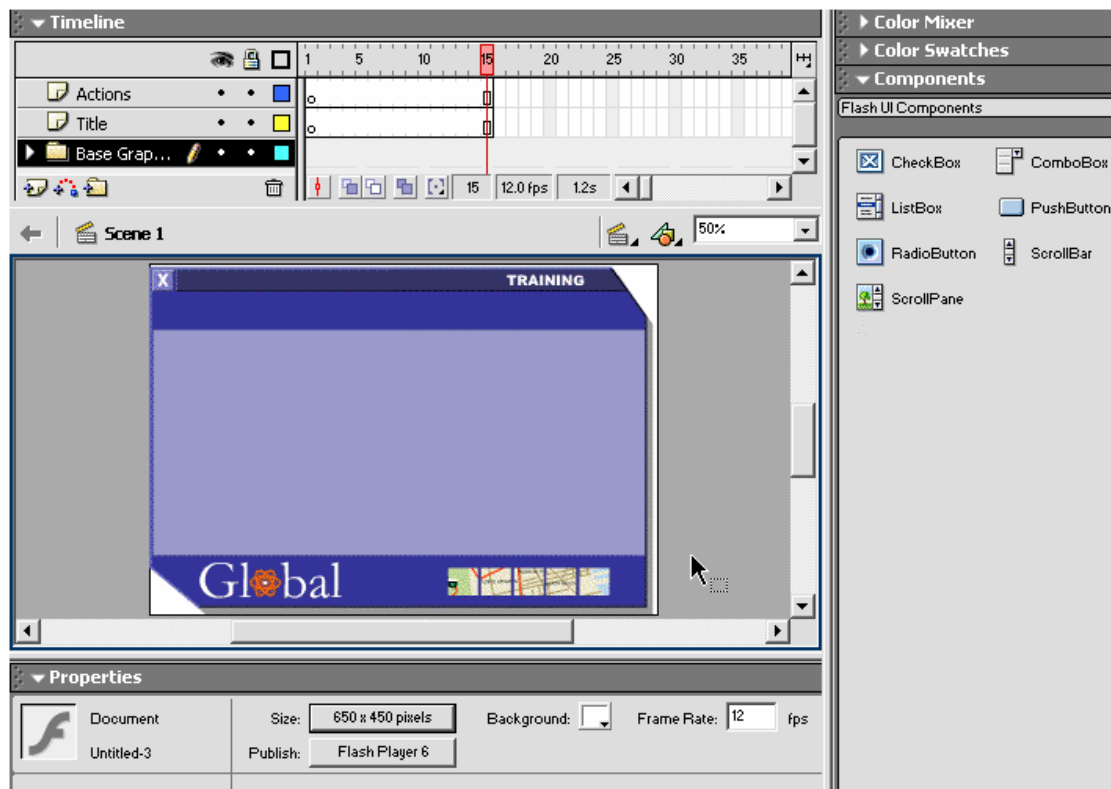 Timeline
1 5 10 15 20 25 30 35
Actions
Title
Base Grap...
15 12.0 fps 1.2s
Scene 1
50%
X TRAINING
Global
Properties
Document
Size: 650 x 450 pixels Background: Frame Rate: 12 fps
Untitled-3
Publish: Flash Player 6
Color Mixer
Color Swatches
Components
Flash UI Components
CheckBox ComboBox
ListBox PushButton
RadioButton ScrollBar
ScrollPane